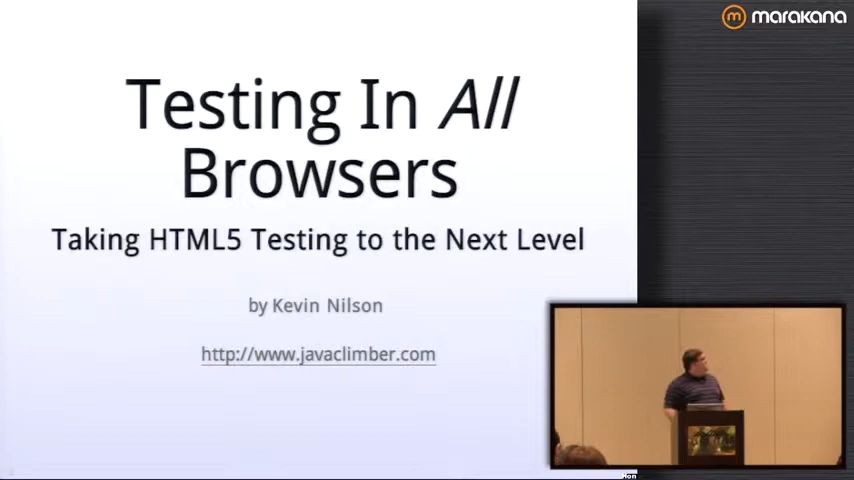 marakana
Testing In All
Browsers
Taking HTML5 Testing to the Next Level
by Kevin Nilson
http://www.javaclimber.com